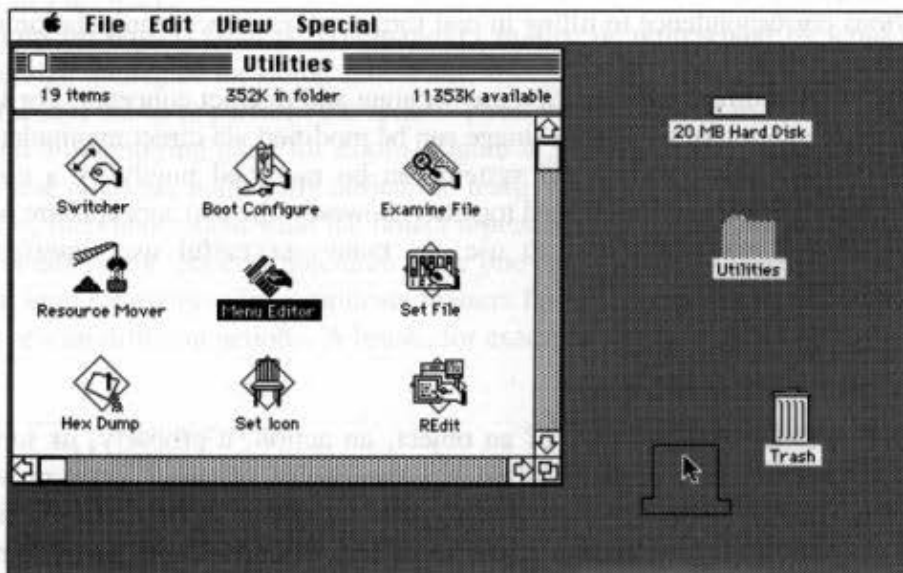 File Edit View Special
Utilities
19 items 352K in folder 11353K available
Switcher Boot Configure Examine File
Resource Mover Menu Editor Set File
Hex Dump Set Icon REdit
20 MB Hard Disk
Utilities
Trash